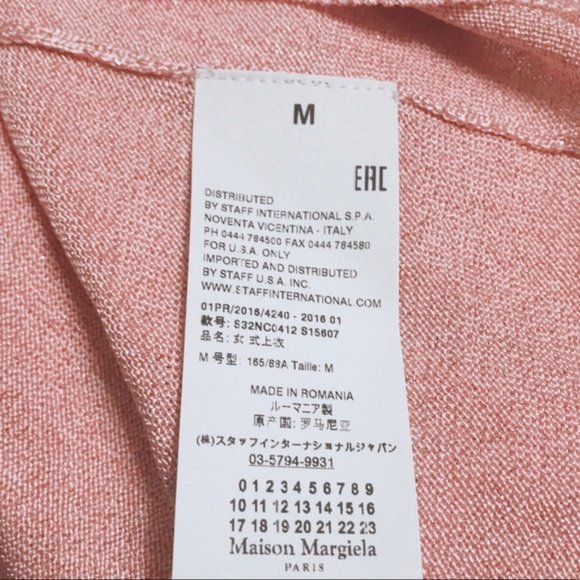 M
EAC
DISTRIBUTED
BY STAFF INTERNATIONAL S.P.A.
NOVENTA VICENTINA - ITALY
PH 0444 784500 FAX 0444 784580
FOR U.S.A. ONLY
IMPORTED AND DISTRIBUTED
BY STAFF U.S.A. INC.
WWW.STAFFINTERNATIONAL.COM
01PR/2016/4240 - 2016 01
款号: S32NC0412 S15607
品名: 女式上衣
M 号型: 165/88A Taille: M
MADE IN ROMANIA
ルーマニア製
原产国: 罗马尼亚
(株)スタッフインターナショナルジャパン
03-5794-9931
0 1 2 3 4 5 6 7 8 9
10 11 12 13 14 15 16
17 18 19 20 21 22 23
Maison Margiela
PARIS